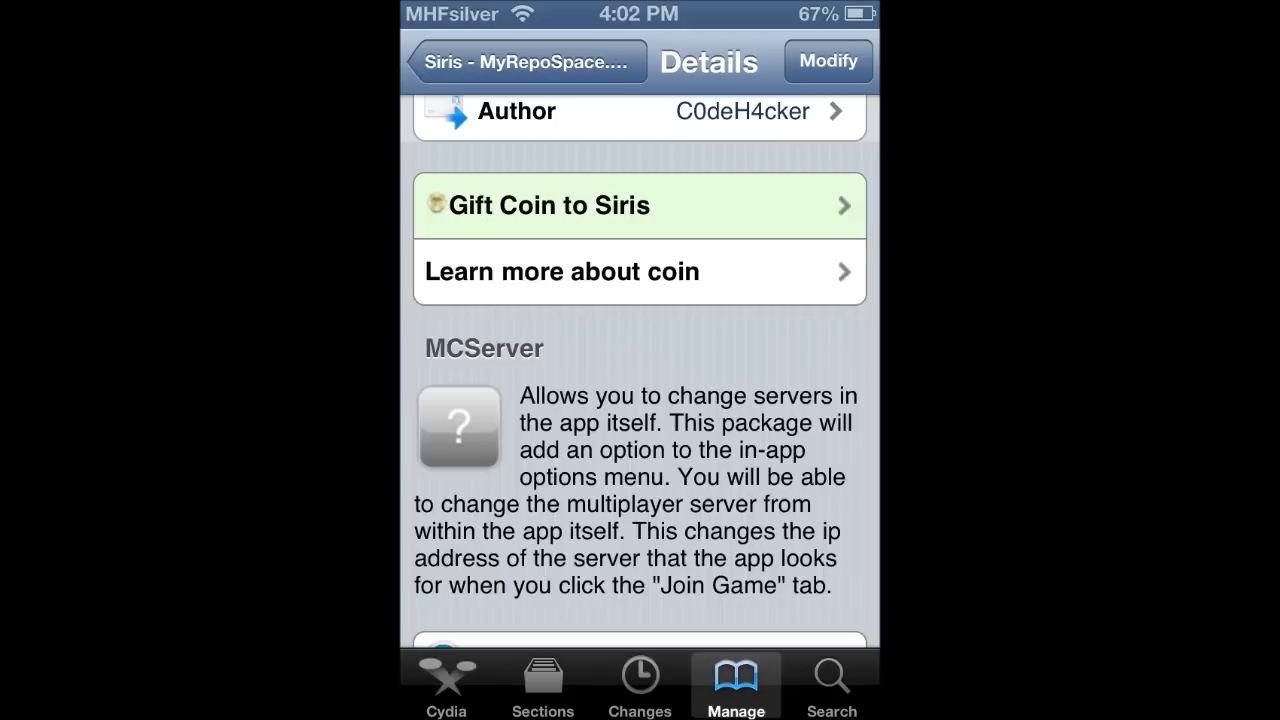 MHFsilver 4:02 PM 67%
Siris - MyRepoSpace.... Details Modify
Author C0deH4cker
Gift Coin to Siris
Learn more about coin
MCServer
?
Allows you to change servers in
the app itself. This package will
add an option to the in-app
options menu. You will be able
to change the multiplayer server from
within the app itself. This changes the ip
address of the server that the app looks
for when you click the "Join Game" tab.
Cydia Sections Changes Manage Search